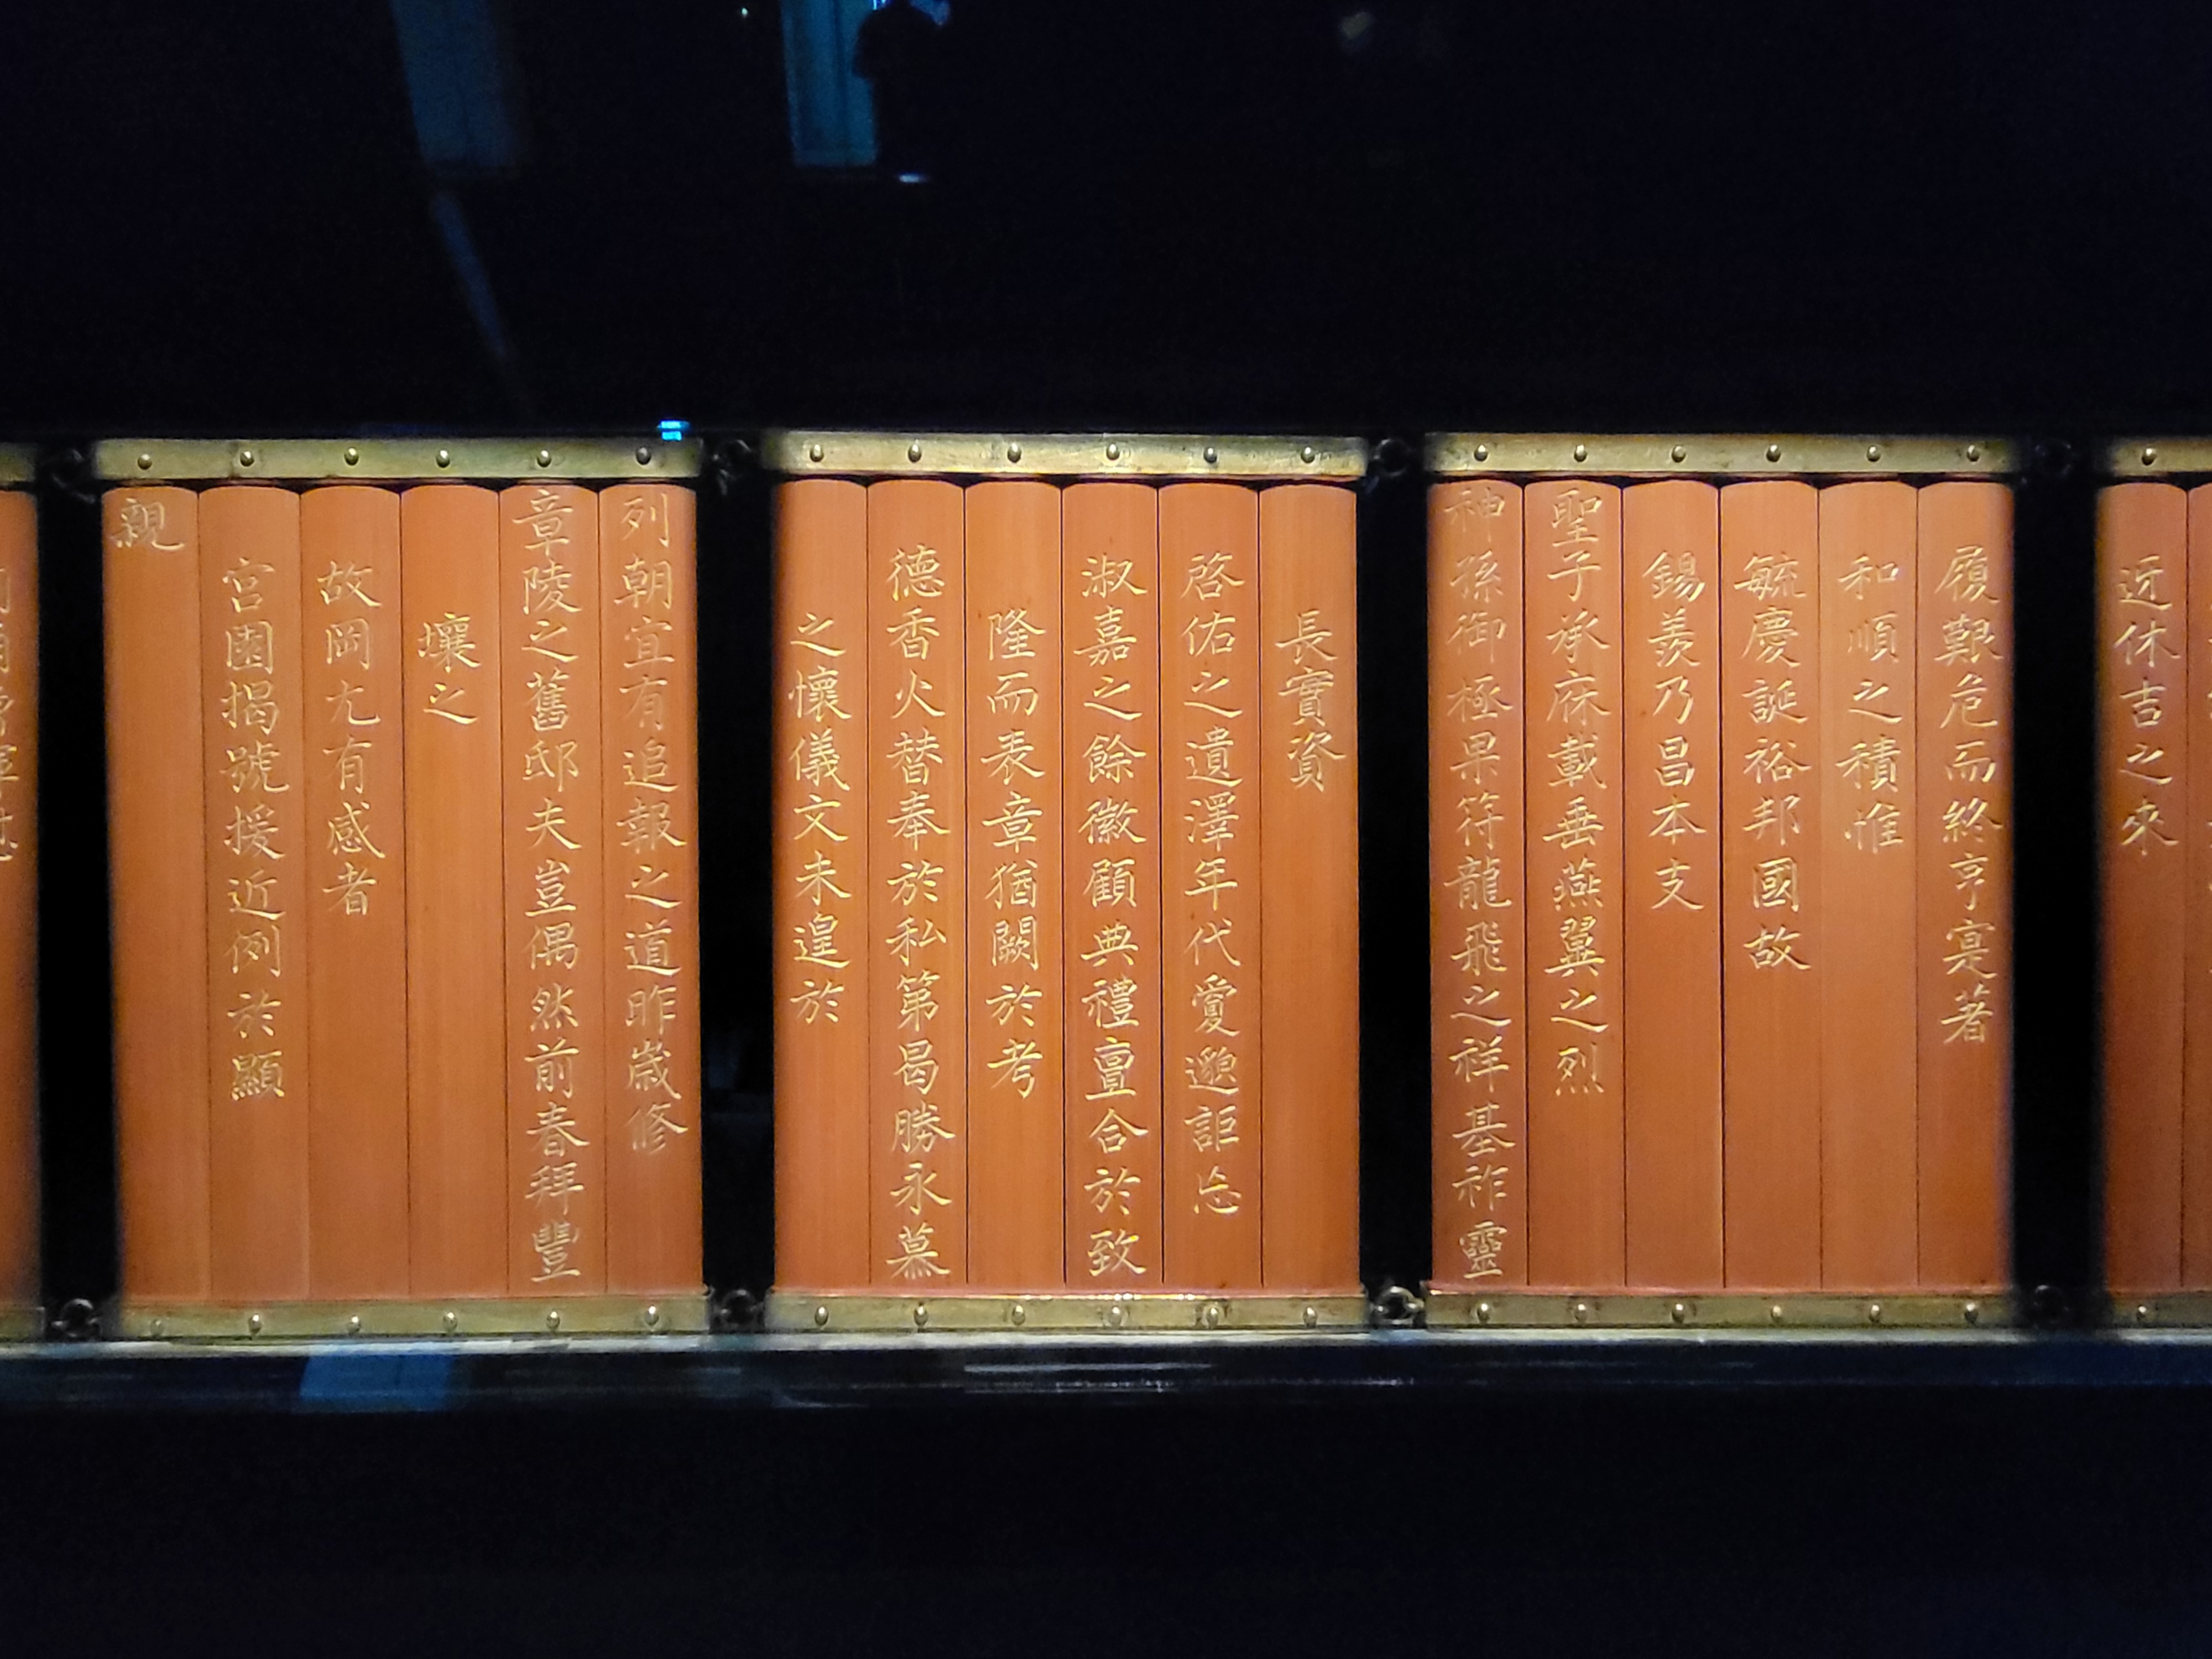 近休吉之來
履艱危而終亨寔著
和順之積惟
毓慶誕裕邦國故
錫羨乃昌本支
聖子承庥載垂燕翼之烈
神孫御極果符龍飛之祥基祚靈
長實資
啓佑之遺澤年代爰邈詎忘
淑嘉之餘徽顧典禮亶合於致
隆而表章猶闕於考
德香火替奉於私第曷勝永慕
之懷儀文未遑於
列朝宜有追報之道昨歲修
章陵之舊邸夫豈偶然前春拜豐
壤之
故岡尤有感者
宮園揭號援近例於顯
親